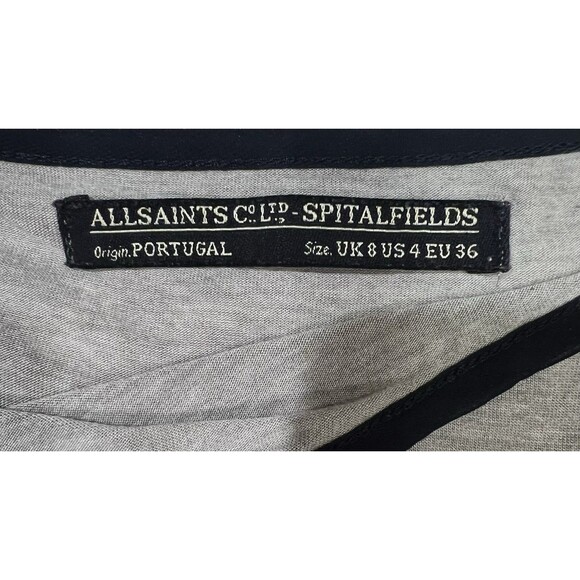 ALLSAINTS Cº LTD - SPITALFIELDS
Origin. PORTUGAL Size. UK 8 US 4 EU 36